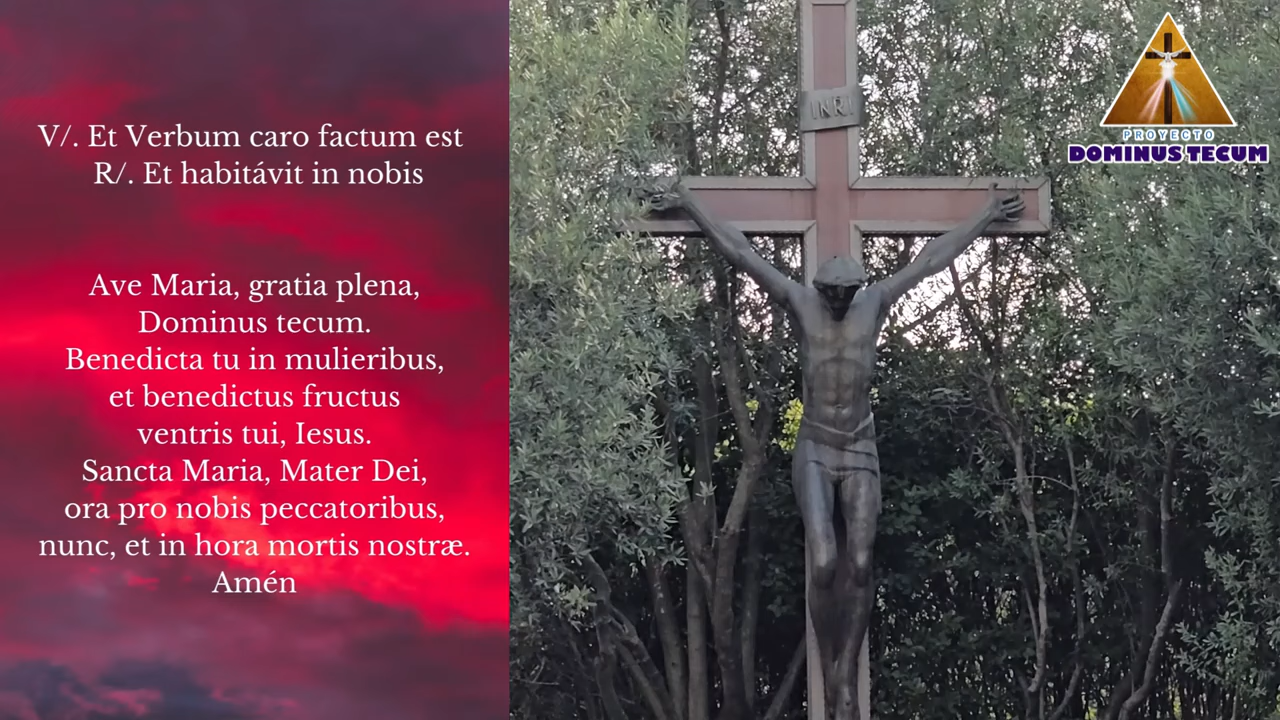 V/. Et Verbum caro factum est
R/. Et habitávit in nobis
Ave Maria, gratia plena,
Dominus tecum.
Benedicta tu in mulieribus,
et benedictus fructus
ventris tui, Iesus.
Sancta Maria, Mater Dei,
ora pro nobis peccatoribus,
nunc, et in hora mortis nostræ.
Amén
INRI
PROYECTO
DOMINUS TECUM